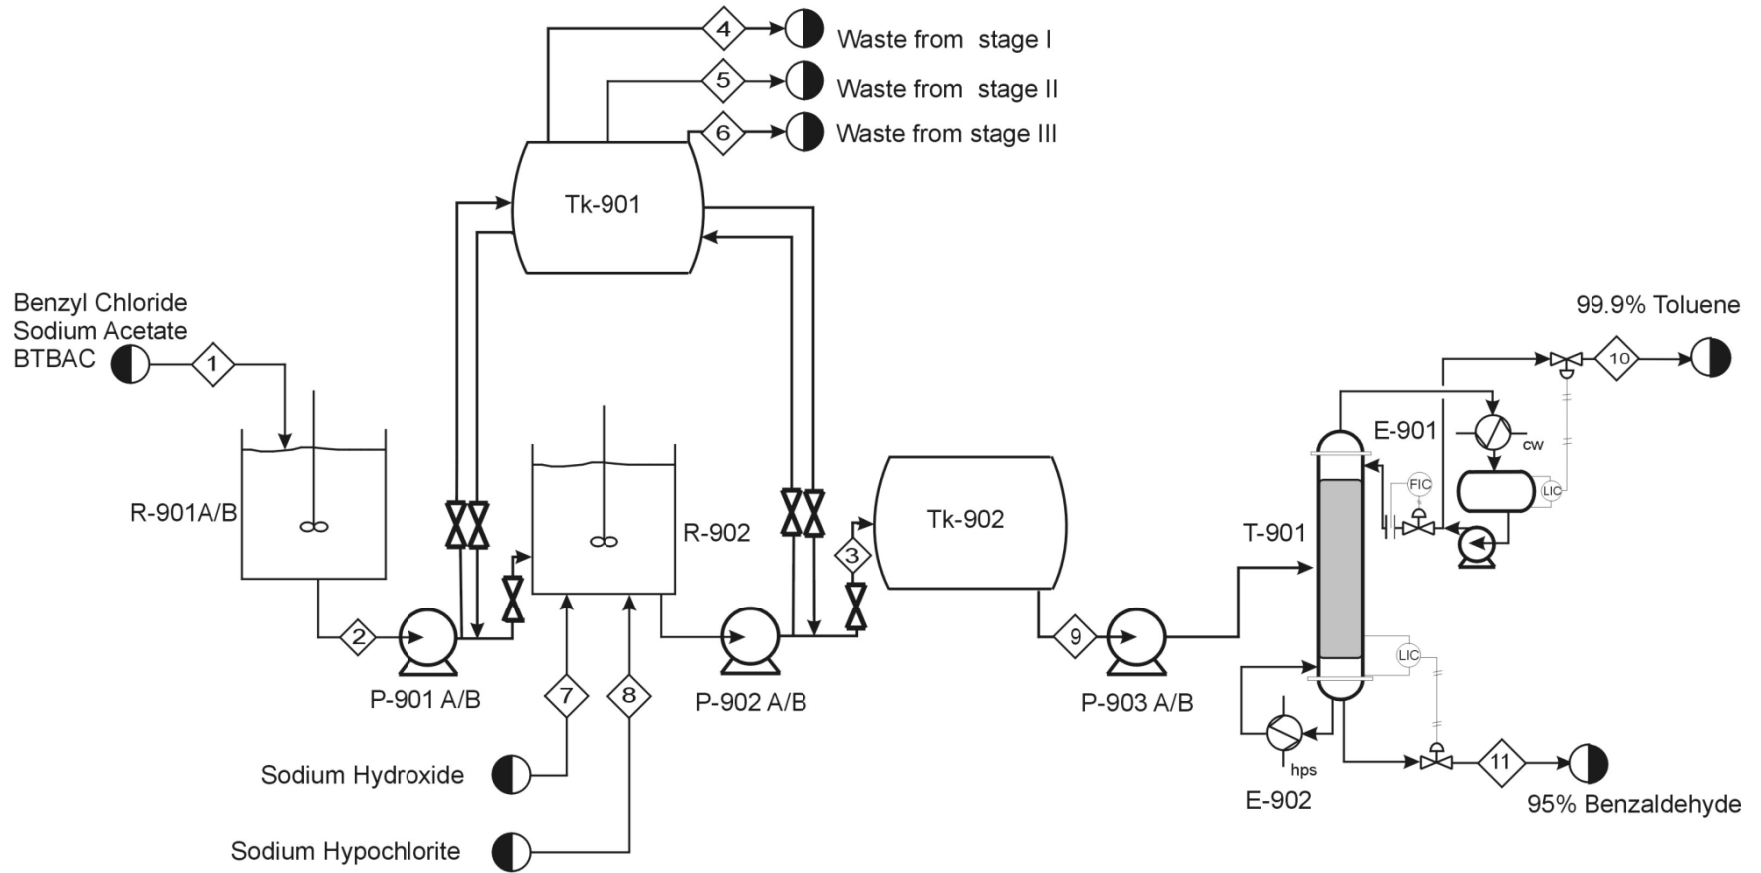 4
Waste from stage I
5
Waste from stage II
6
Waste from stage III
Tk-901
Benzyl Chloride
Sodium Acetate
BTBAC
1
99.9% Toluene
10
E-901
cw
FIC
LIC
R-901A/B
R-902
Tk-902
T-901
3
2
9
LIC
P-901 A/B
7
8
P-902 A/B
P-903 A/B
Sodium Hydroxide
hps
E-902
11
95% Benzaldehyde
Sodium Hypochlorite